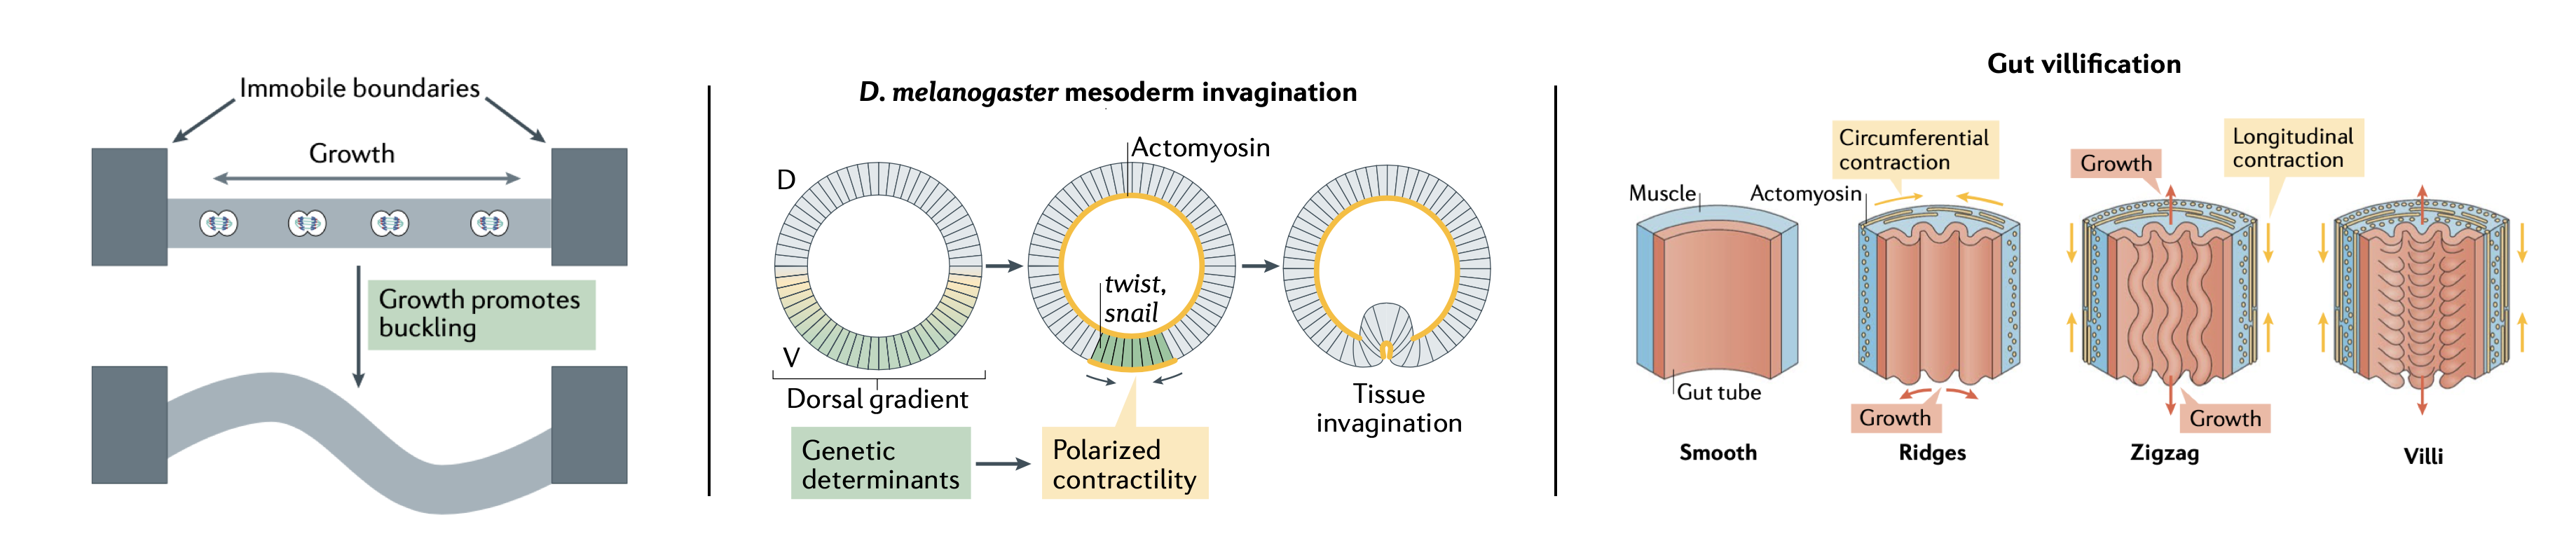 Immobile boundaries
Growth
Growth promotes
buckling
D. melanogaster mesoderm invagination
D
V
Dorsal gradient
Actomyosin
twist,
snail
Tissue
invagination
Genetic
determinants
Polarized
contractility
Gut villification
Muscle
Gut tube
Smooth
Circumferential
contraction
Actomyosin
Growth
Ridges
Growth
Longitudinal
contraction
Growth
Zigzag
Villi